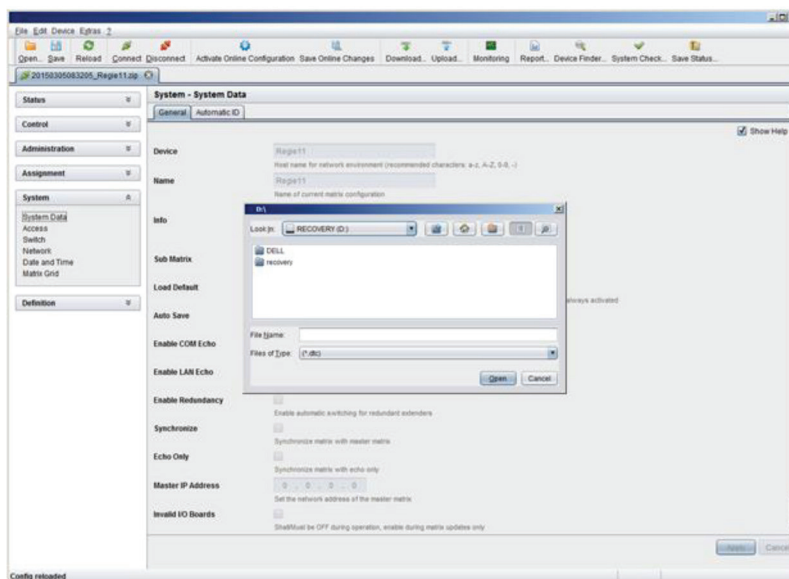 File Edit Device Extras ?
Open... Save Reload Connect Disconnect Activate Online Configuration Save Online Changes Download... Upload... Monitoring Report... Device Finder... System Check... Save Status...
20150305083205_Regie11.zip
Status
Control
Administration
Assignment
System
System Data
Access
Switch
Network
Date and Time
Matrix Grid
Definition
System - System Data
General Automatic ID
Show Help
Device Regie11
Host name for network environment (recommended characters: a-z, A-Z, 0-9, -)
Name Regie11
Name of current matrix configuration
Info
Sub Matrix
Load Default
always activated
Auto Save
Enable COM Echo
Enable LAN Echo
D:\
Look In: RECOVERY (D:)
DELL
recovery
File Name:
Files of Type: (*.dtc)
Open Cancel
Enable Redundancy
Enable automatic switching for redundant extenders
Synchronize
Synchronize matrix with master matrix
Echo Only
Synchronize matrix with echo only
Master IP Address 0 . 0 . 0 . 0
Set the network address of the master matrix
Invalid I/O Boards
Shall/Must be OFF during operation, enable during matrix updates only
Apply Cancel
Config reloaded